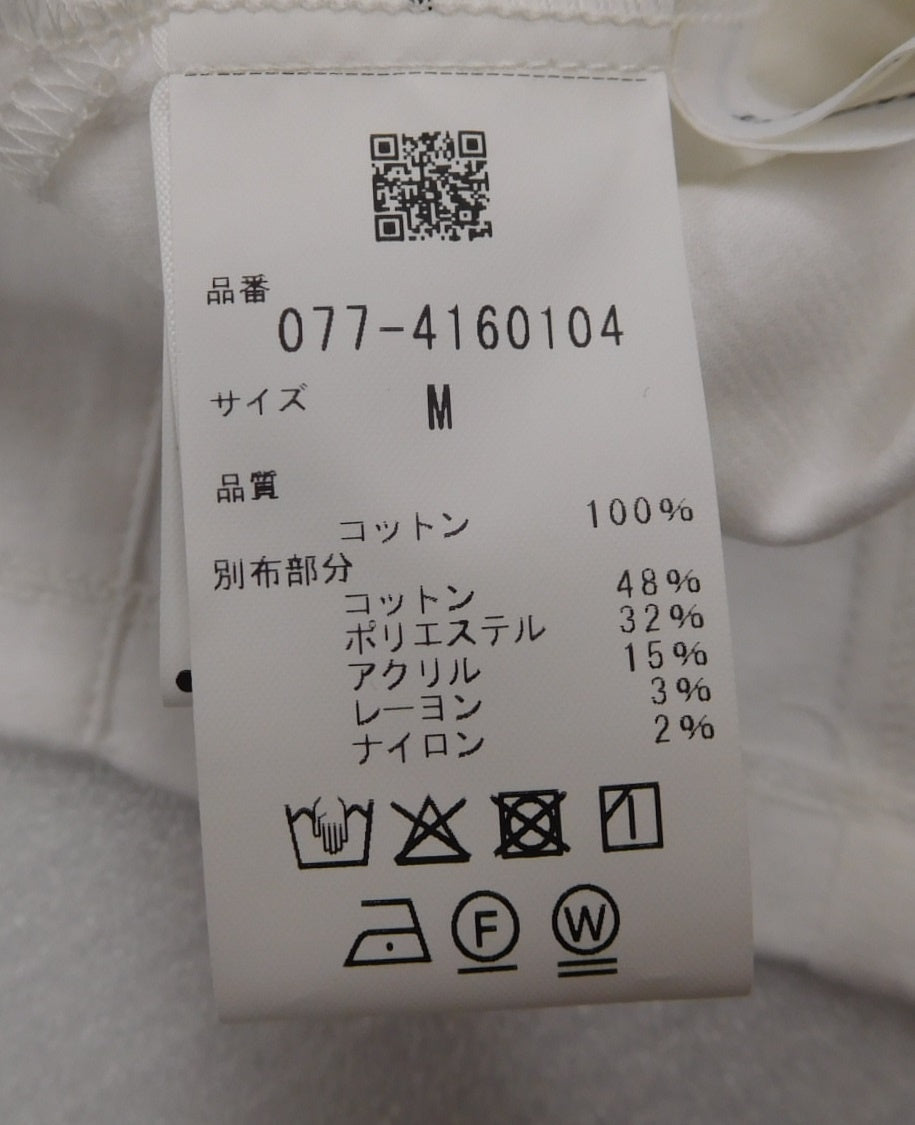 品番
077-4160104
サイズ M
品質
コットン 100%
別布部分
コットン 48%
ポリエステル 32%
アクリル 15%
レーヨン 3%
ナイロン 2%
F W